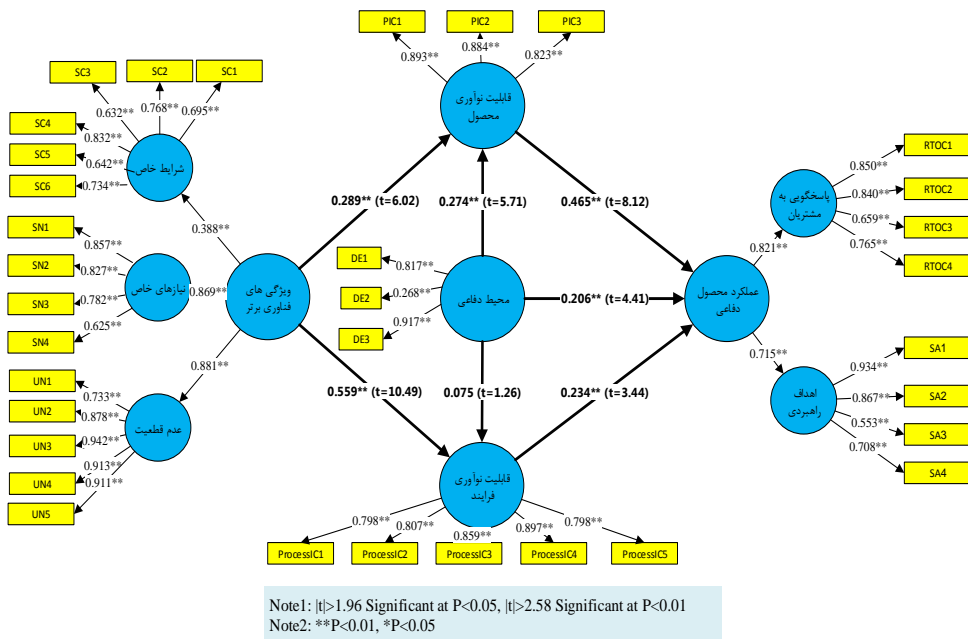 PIC1
PIC2
PIC3
0.893**
0.884**
0.823**
قابلیت نوآوری
محصول
SC3
SC2
SC1
SC4
SC5
SC6
0.632**
0.768**
0.695**
0.832**
0.642**
0.734**
شرایط خاص
0.388**
SN1
SN2
SN3
SN4
0.857**
0.827**
0.782**
0.625**
نیازهای خاص
0.869**
ویژگی های
فناوری برتر
0.881**
UN1
UN2
UN3
UN4
UN5
0.733**
0.878**
0.942**
0.913**
0.911**
عدم قطعیت
0.289** (t=6.02)
0.274** (t=5.71)
0.465** (t=8.12)
DE1
DE2
DE3
0.817**
0.268**
0.917**
محیط دفاعی
0.206** (t=4.41)
0.559** (t=10.49)
0.075 (t=1.26)
0.234** (t=3.44)
عملکرد محصول
دفاعی
0.821**
0.715**
پاسخگویی به
مشتریان
0.850**
0.840**
0.659**
0.765**
RTOC1
RTOC2
RTOC3
RTOC4
اهداف
راهبردی
0.934**
0.867**
0.553**
0.708**
SA1
SA2
SA3
SA4
قابلیت نوآوری
فرایند
0.798**
0.807**
0.859**
0.897**
0.798**
ProcessIC1
ProcessIC2
ProcessIC3
ProcessIC4
ProcessIC5
Note1: |t|>1.96 Significant at P<0.05, |t|>2.58 Significant at P<0.01
Note2: **P<0.01, *P<0.05